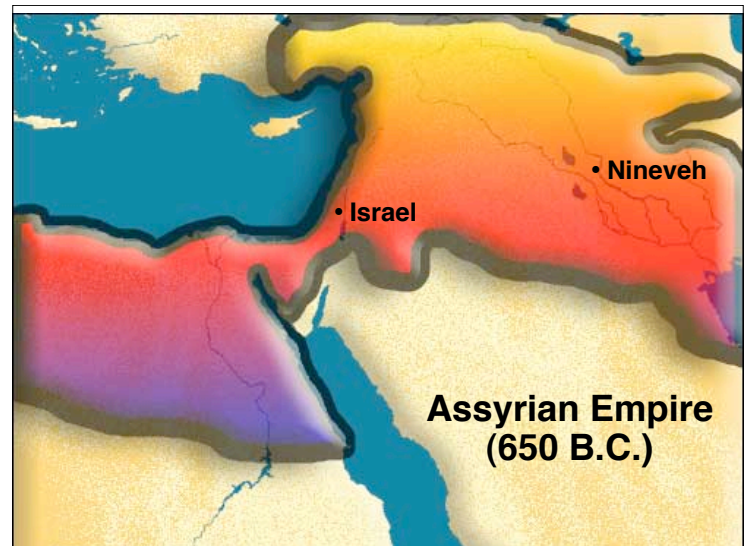 • Nineveh
• Israel
Assyrian Empire
(650 B.C.)